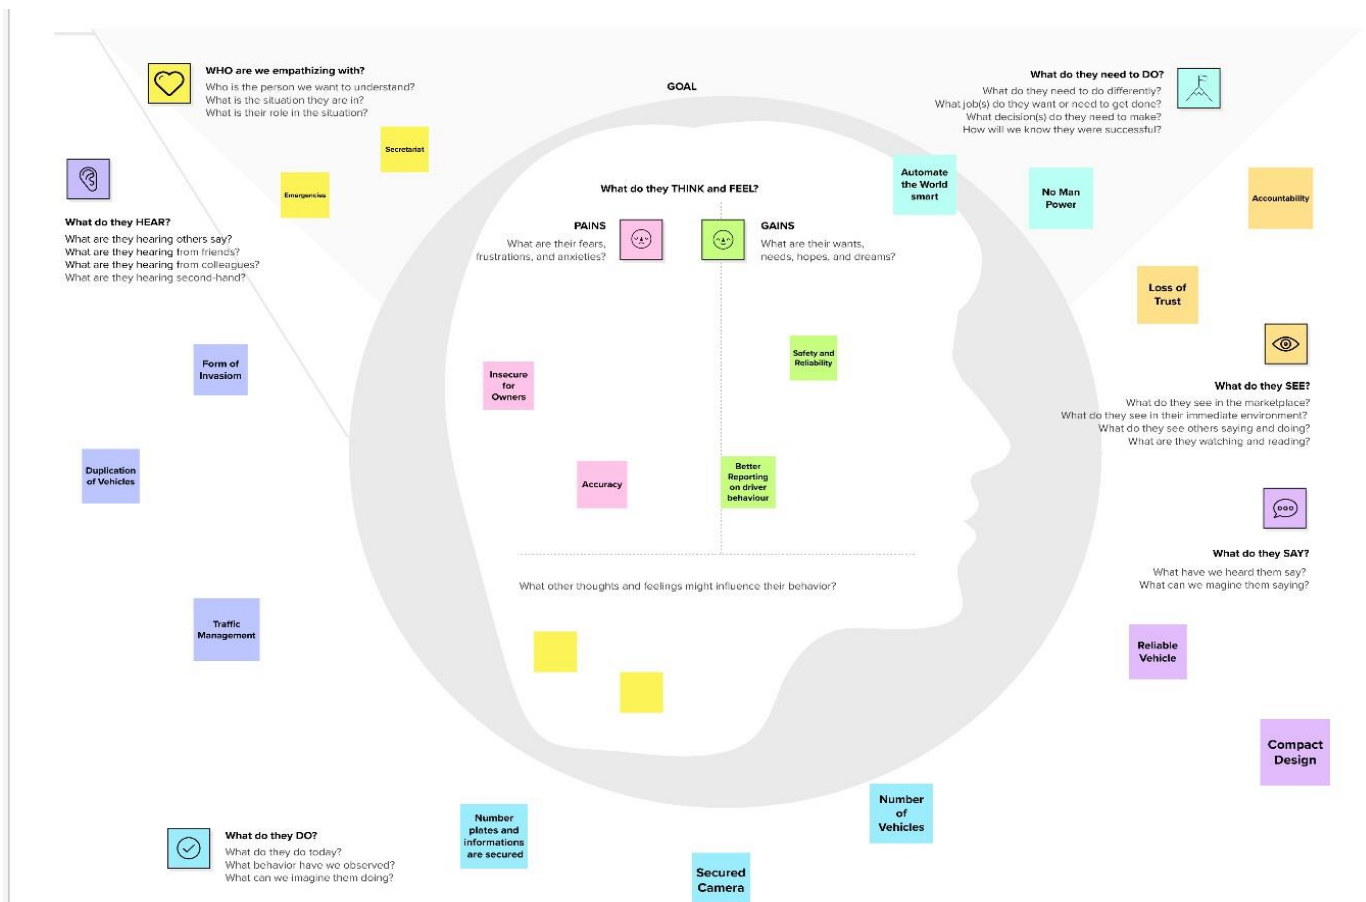 WHO are we empathizing with?
Who is the person we want to understand?
What is the situation they are in?
What is their role in the situation?
Secretariat
Emergencies
GOAL
What do they need to DO?
What do they need to do differently?
What job(s) do they want or need to get done?
What decision(s) do they need to make?
How will we know they were successful?
Automate
the World
smart
No Man
Power
Accountability
Loss of
Trust
What do they HEAR?
What are they hearing others say?
What are they hearing from friends?
What are they hearing from colleagues?
What are they hearing second-hand?
Form of
Invasiom
Duplication
of Vehicles
Traffic
Management
What do they THINK and FEEL?
PAINS
What are their fears,
frustrations, and anxieties?
GAINS
What are their wants,
needs, hopes, and dreams?
Insecure
for
Owners
Accuracy
Safety and
Reliability
Better
Reporting
on driver
behaviour
What other thoughts and feelings might influence their behavior?
What do they SEE?
What do they see in the marketplace?
What do they see in their immediate environment?
What do they see others saying and doing?
What are they watching and reading?
What do they SAY?
What have we heard them say?
What can we magine them saying?
Reliable
Vehicle
Compact
Design
What do they DO?
What do they do today?
What behavior have we observed?
What can we imagine them doing?
Number
plates and
informations
are secured
Secured
Camera
Number
of
Vehicles